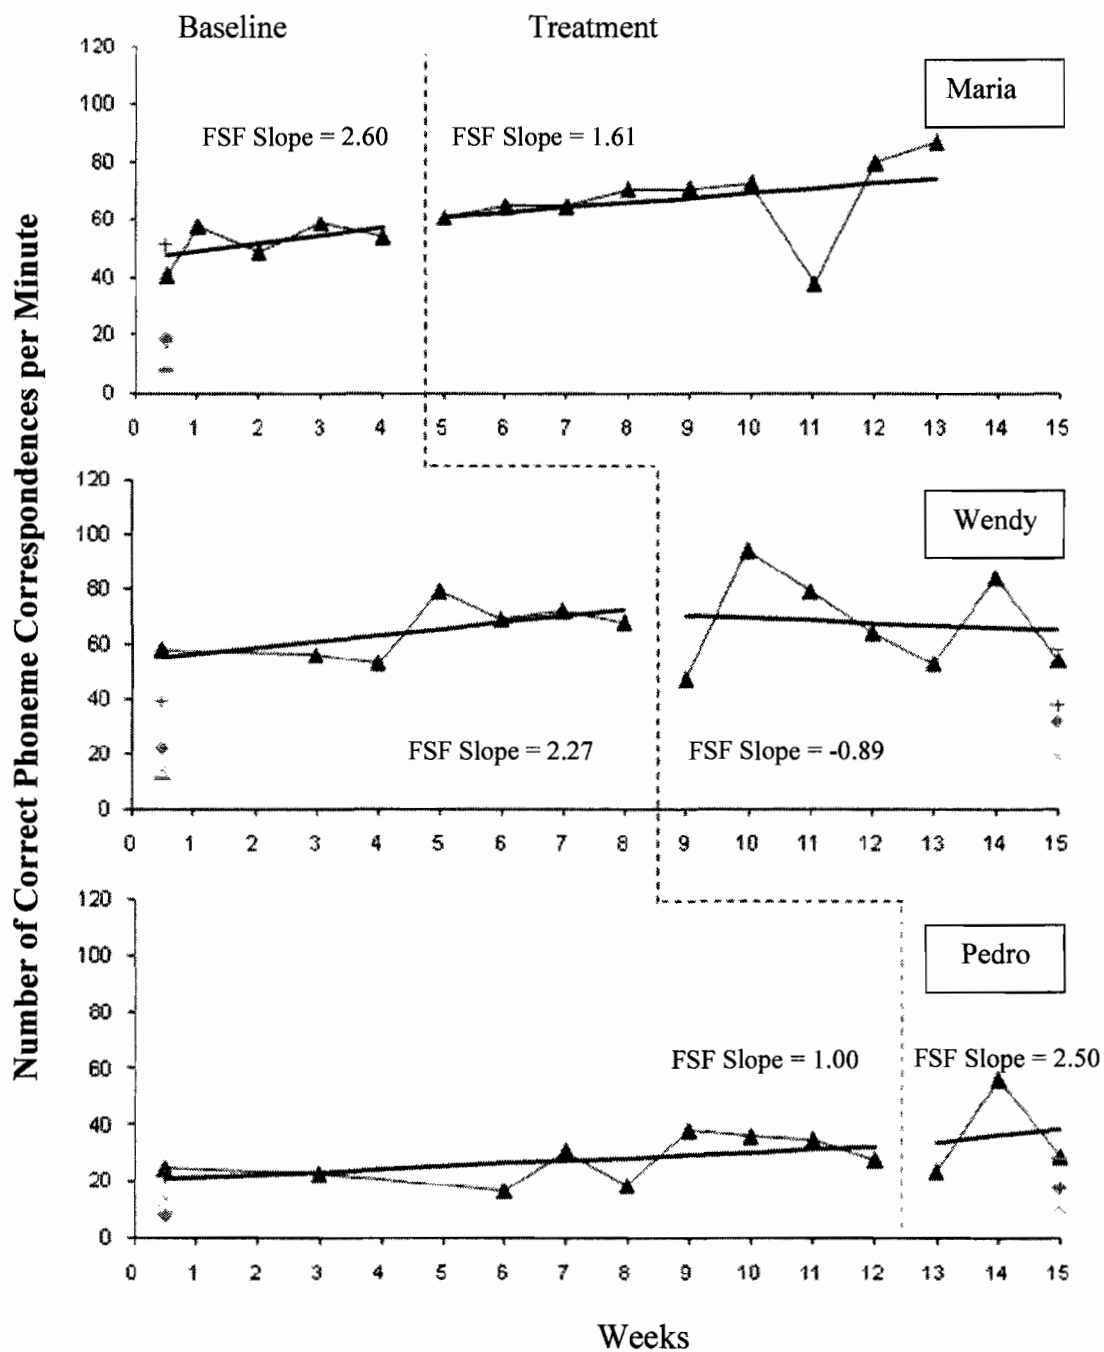 Baseline Treatment
120
100
80
60
40
20
0
Maria
FSF Slope = 2.60 FSF Slope = 1.61
0 1 2 3 4 5 6 7 8 9 10 11 12 13 14 15
Number of Correct Phoneme Correspondences per Minute
120
100
80
60
40
20
0
Wendy
FSF Slope = 2.27 FSF Slope = -0.89
0 1 2 3 4 5 6 7 8 9 10 11 12 13 14 15
120
100
80
60
40
20
0
Pedro
FSF Slope = 1.00 FSF Slope = 2.50
0 1 2 3 4 5 6 7 8 9 10 11 12 13 14 15
Weeks